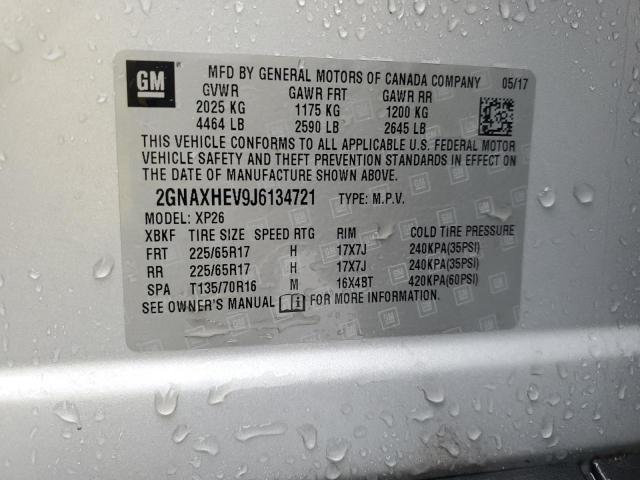 GM MFD BY GENERAL MOTORS OF CANADA COMPANY 05/17
GVWR GAWR FRT GAWR RR
2025 KG 1175 KG 1200 KG
4464 LB 2590 LB 2645 LB
THIS VEHICLE CONFORMS TO ALL APPLICABLE U.S. FEDERAL MOTOR
VEHICLE SAFETY AND THEFT PREVENTION STANDARDS IN EFFECT ON
THE DATE OF MANUFACTURE SHOWN ABOVE.
2GNAXHEV9J6134721 TYPE: M.P.V.
MODEL: XP26
XBKF TIRE SIZE SPEED RTG RIM COLD TIRE PRESSURE
FRT 225/65R17 H 17X7J 240KPA(35PSI)
RR 225/65R17 H 17X7J 240KPA(35PSI)
SPA T135/70R16 M 16X4BT 420KPA(60PSI)
SEE OWNER'S MANUAL FOR MORE INFORMATION.